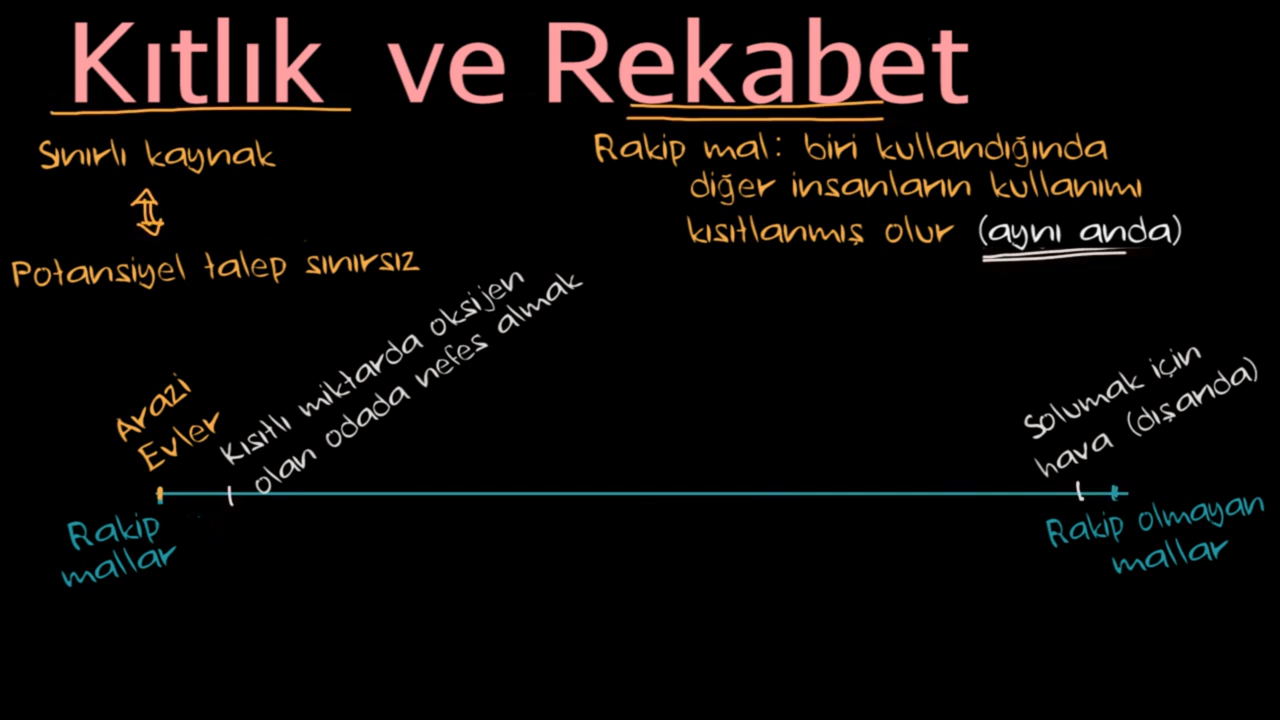 Kıtlık ve Rekabet
Sınırlı kaynak
Potansiyel talep sınırsız
Rakip mal: biri kullandığında
diğer insanların kullanımı
kısıtlanmış olur (aynı anda)
Arazi
Evler
Kısıtlı miktarda oksijen
olan odada nefes almak
Solumak için
hava (dışarıda)
Rakip
mallar
Rakip olmayan
mallar